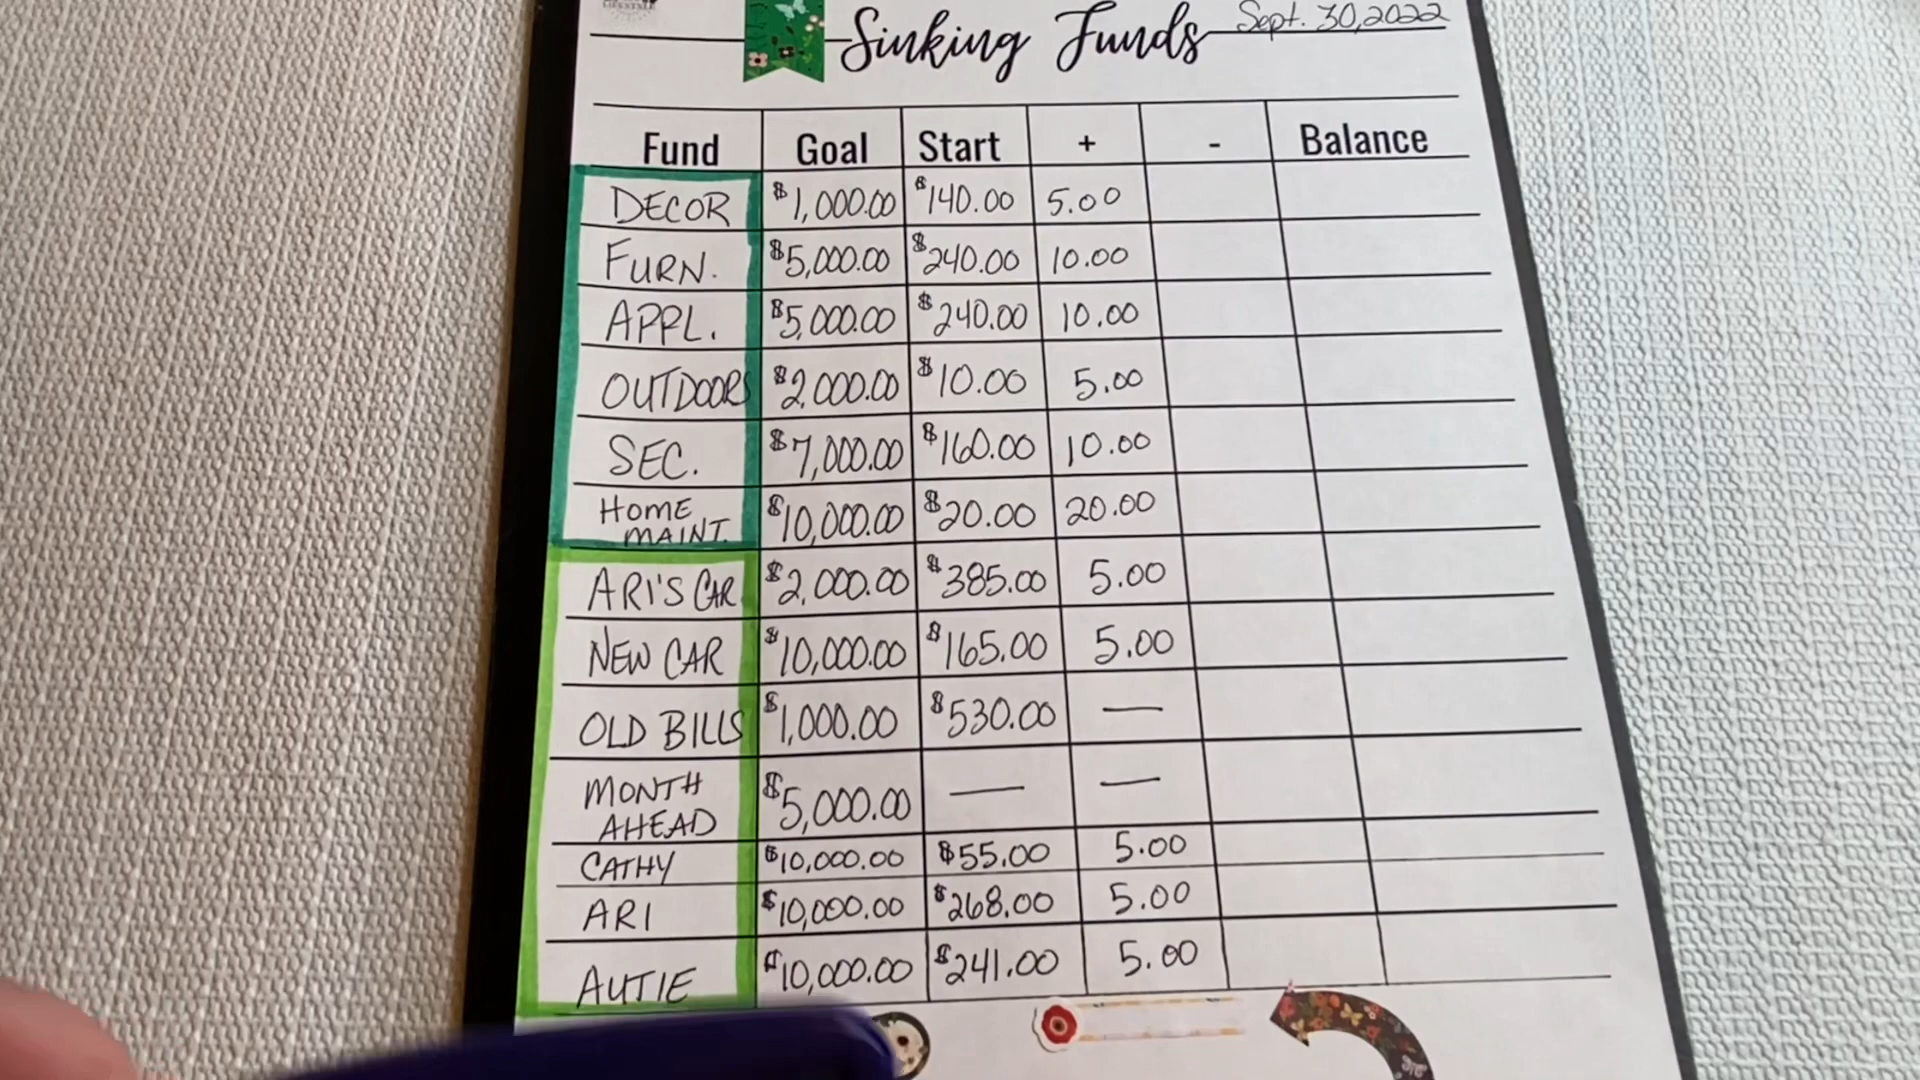 Sinking Funds Sept. 30, 2022
Fund Goal Start + - Balance
DECOR $1,000.00 $140.00 5.00
FURN. $5,000.00 $240.00 10.00
APPL. $5,000.00 $240.00 10.00
OUTDOORS $2,000.00 $10.00 5.00
SEC. $7,000.00 $160.00 10.00
HOME MAINT. $10,000.00 $20.00 20.00
ARI'S CAR $2,000.00 $385.00 5.00
NEW CAR $10,000.00 $165.00 5.00
OLD BILLS $1,000.00 $530.00 —
MONTH AHEAD $5,000.00 — —
CATHY $10,000.00 $55.00 5.00
ARI $10,000.00 $268.00 5.00
AUTIE $10,000.00 $241.00 5.00